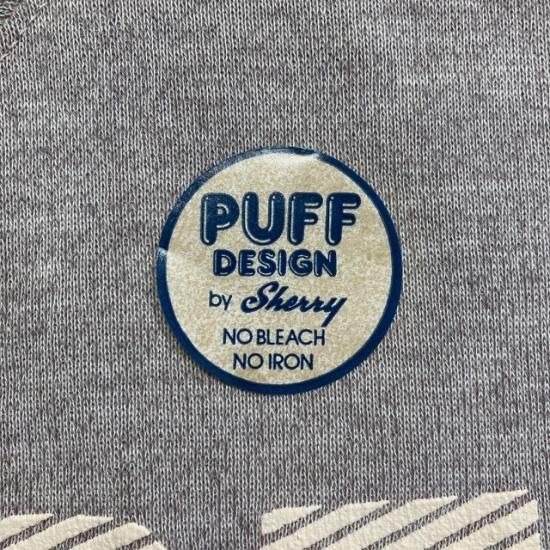 PUFF
DESIGN
by Sherry
NO BLEACH
NO IRON